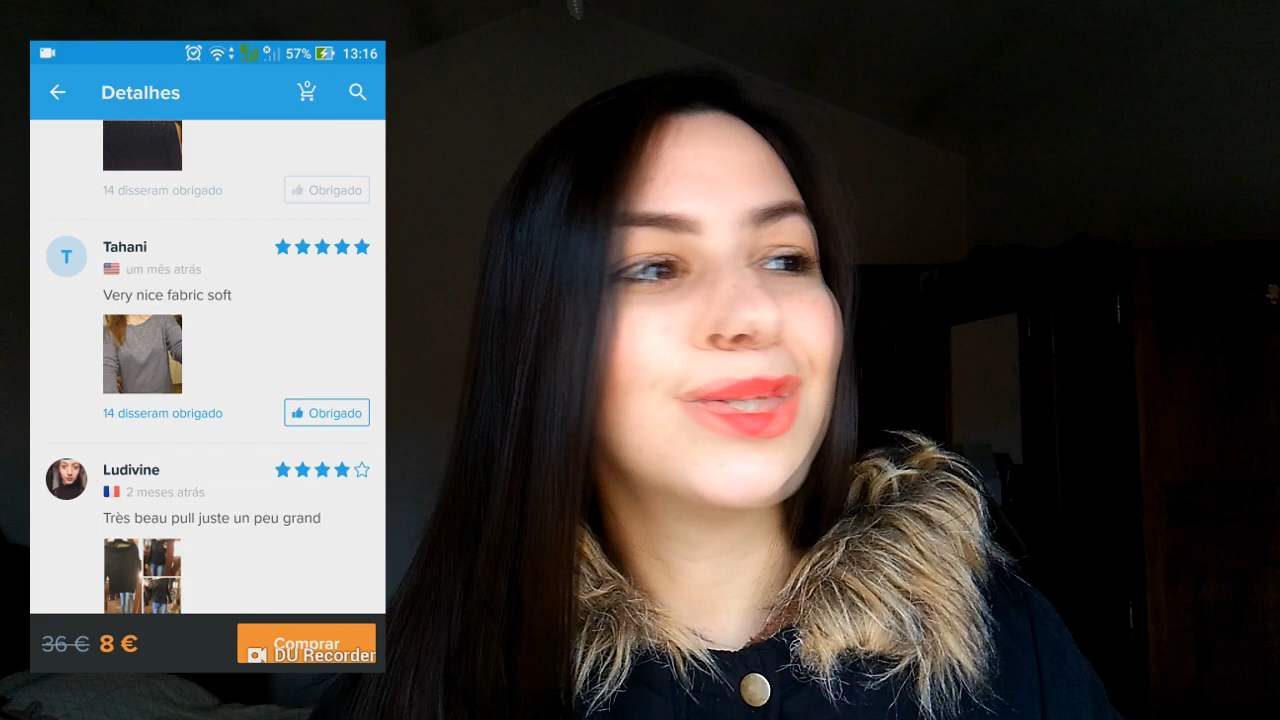 57% 13:16
Detalhes
0
14 disseram obrigado Obrigado
T Tahani
um mês atrás
Very nice fabric soft
14 disseram obrigado Obrigado
Ludivine
2 meses atrás
Très beau pull juste un peu grand
36 € 8 € Comprar
DU Recorder